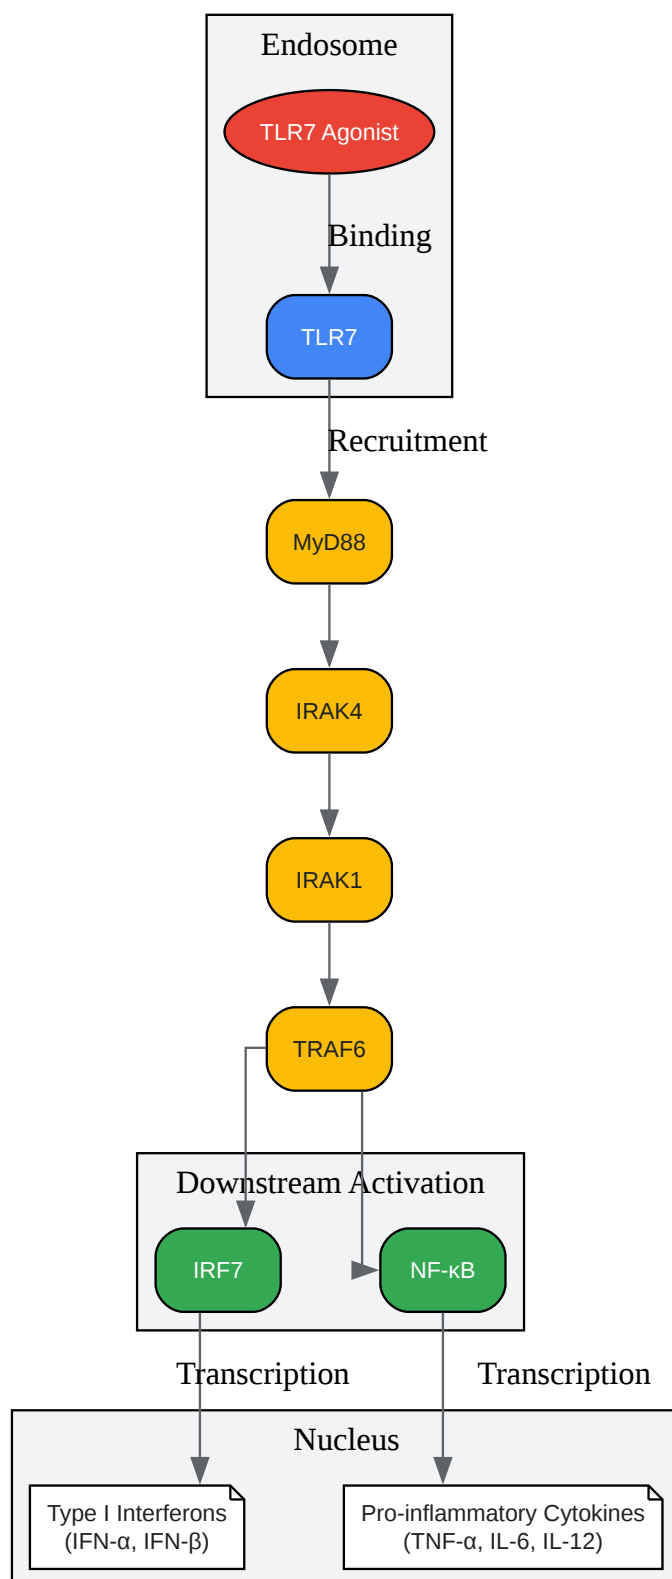 Endosome
TLR7 Agonist
Binding
TLR7
Recruitment
MyD88
IRAK4
IRAK1
TRAF6
Downstream Activation
IRF7
NF-κB
Transcription
Transcription
Nucleus
Type I Interferons
(IFN-α, IFN-β)
Pro-inflammatory Cytokines
(TNF-α, IL-6, IL-12)